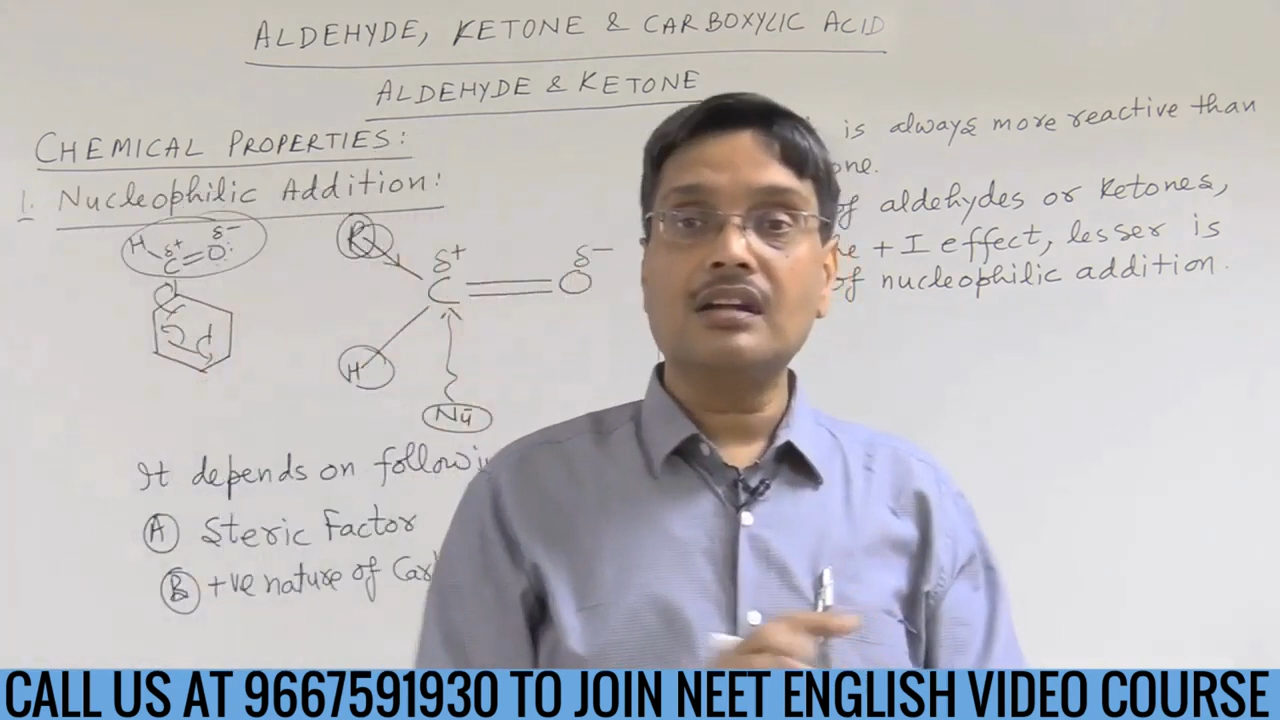 ALDEHYDE, KETONE & CARBOXYLIC ACID
ALDEHYDE & KETONE
CHEMICAL PROPERTIES:
1. Nucleophilic Addition:
is always more reactive than
one.
of aldehydes or ketones,
+I effect, lesser is
of nucleophilic addition.
H δ+ C=O: δ-
R δ+ C O δ-
H
Nu-
It depends on followi
(A) Steric Factor
(B) +ve nature of Car
CALL US AT 9667591930 TO JOIN NEET ENGLISH VIDEO COURSE